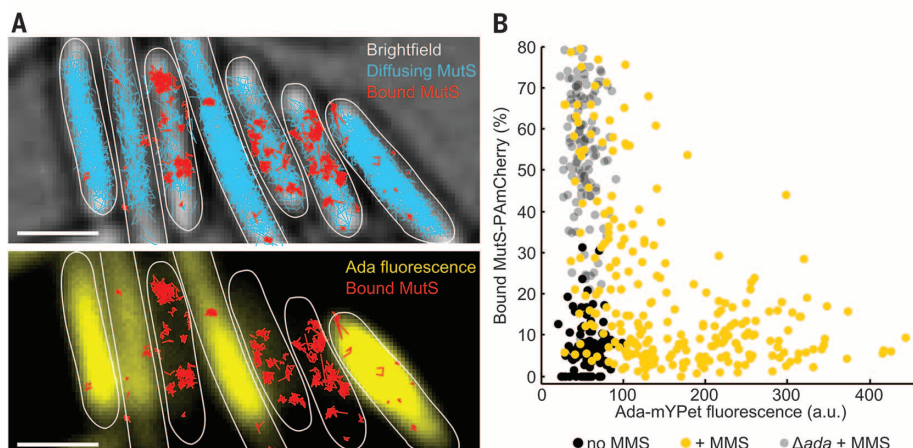 A
Brightfield
Diffusing MutS
Bound MutS
Ada fluorescence
Bound MutS
B
Bound MutS-PAmCherry (%)
80
70
60
50
40
30
20
10
0
0 100 200 300 400
Ada-mYPet fluorescence (a.u.)
no MMS + MMS Δada + MMS